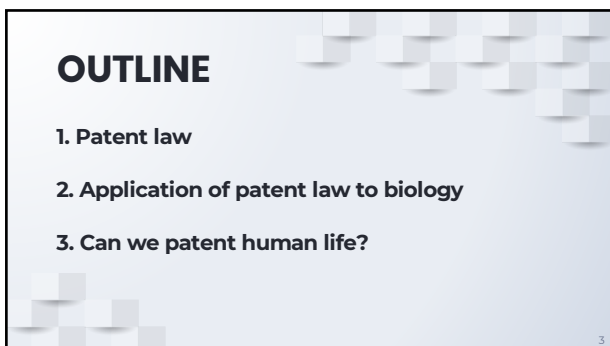 OUTLINE
1. Patent law
2. Application of patent law to biology
3. Can we patent human life?
3